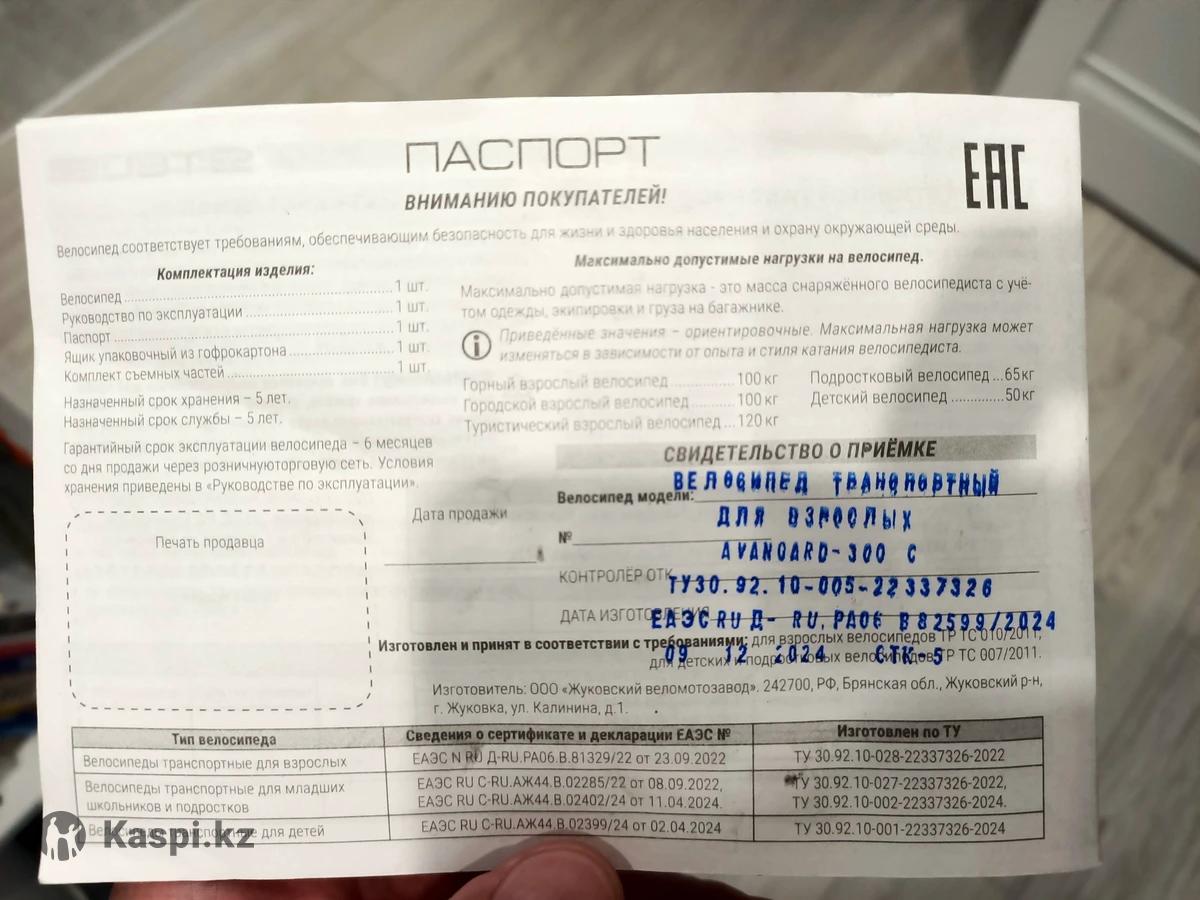 ПАСПОРТ
EAC
ВНИМАНИЮ ПОКУПАТЕЛЕЙ!
Велосипед соответствует требованиям, обеспечивающим безопасность для жизни и здоровья населения и охрану окружающей среды.
Комплектация изделия:
Велосипед 1 шт.
Руководство по эксплуатации 1 шт.
Паспорт 1 шт.
Ящик упаковочный из гофрокартона 1 шт.
Комплект съемных частей 1 шт.
Назначенный срок хранения – 5 лет.
Назначенный срок службы – 5 лет.
Гарантийный срок эксплуатации велосипеда – 6 месяцев
со дня продажи через розничнуюторговую сеть. Условия
хранения приведены в «Руководстве по эксплуатации».
Печать продавца
Дата продажи
Максимально допустимые нагрузки на велосипед.
Максимально допустимая нагрузка - это масса снаряжённого велосипедиста с учё-
том одежды, экипировки и груза на багажнике.
Приведённые значения – ориентировочные. Максимальная нагрузка может
изменяться в зависимости от опыта и стиля катания велосипедиста.
Горный взрослый велосипед 100 кг
Городской взрослый велосипед 100 кг
Туристический взрослый велосипед 120 кг
Подростковый велосипед 65кг
Детский велосипед 50кг
СВИДЕТЕЛЬСТВО О ПРИЁМКЕ
Велосипед модели: ВЕЛОСИПЕД ТРАНСПОРТНЫЙ
ДЛЯ ВЗРОСЛЫХ
№
AVANGARD-300 C
КОНТРОЛЁР ОТК
ТУ30.92.10-005-22337326
ДАТА ИЗГОТОВЛЕНИЯ
ЕАЭС RU Д- RU.РА06 В82599/2024
Изготовлен и принят в соответствии с требованиями: для взрослых велосипедов ТР ТС 010/2011,
09 12 2024 СТК-5
для детских и подростковых велосипедов ТР ТС 007/2011.
Изготовитель: ООО «Жуковский веломотозавод». 242700, РФ, Брянская обл., Жуковский р-н,
г. Жуковка, ул. Калинина, д.1.
Тип велосипеда Сведения о сертификате и декларации ЕАЭС № Изготовлен по ТУ
Велосипеды транспортные для взрослых ЕАЭС N RU Д-RU.РА06.В.81329/22 от 23.09.2022 ТУ 30.92.10-028-22337326-2022
Велосипеды транспортные для младших
школьников и подростков
ЕАЭС RU С-RU.АЖ44.В.02285/22 от 08.09.2022,
ЕАЭС RU С-RU.АЖ44.В.02402/24 от 11.04.2024.
ТУ 30.92.10-027-22337326-2022,
ТУ 30.92.10-002-22337326-2024.
Велосипеды транспортные для детей ЕАЭС RU С-RU.АЖ44.В.02399/24 от 02.04.2024 ТУ 30.92.10-001-22337326-2024
Kaspi.kz